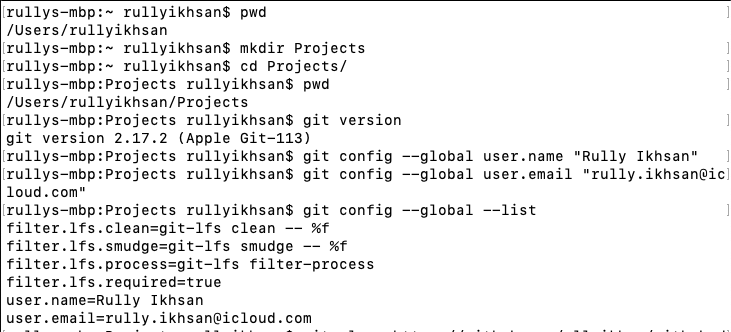 [rullys-mbp:~ rullyikhsan$ pwd ]
/Users/rullyikhsan
[rullys-mbp:~ rullyikhsan$ mkdir Projects ]
[rullys-mbp:~ rullyikhsan$ cd Projects/ ]
[rullys-mbp:Projects rullyikhsan$ pwd ]
/Users/rullyikhsan/Projects
[rullys-mbp:Projects rullyikhsan$ git version ]
git version 2.17.2 (Apple Git-113)
[rullys-mbp:Projects rullyikhsan$ git config --global user.name "Rully Ikhsan" ]
[rullys-mbp:Projects rullyikhsan$ git config --global user.email "rully.ikhsan@ic]
loud.com"
[rullys-mbp:Projects rullyikhsan$ git config --global --list ]
filter.lfs.clean=git-lfs clean -- %f
filter.lfs.smudge=git-lfs smudge -- %f
filter.lfs.process=git-lfs filter-process
filter.lfs.required=true
user.name=Rully Ikhsan
user.email=rully.ikhsan@icloud.com